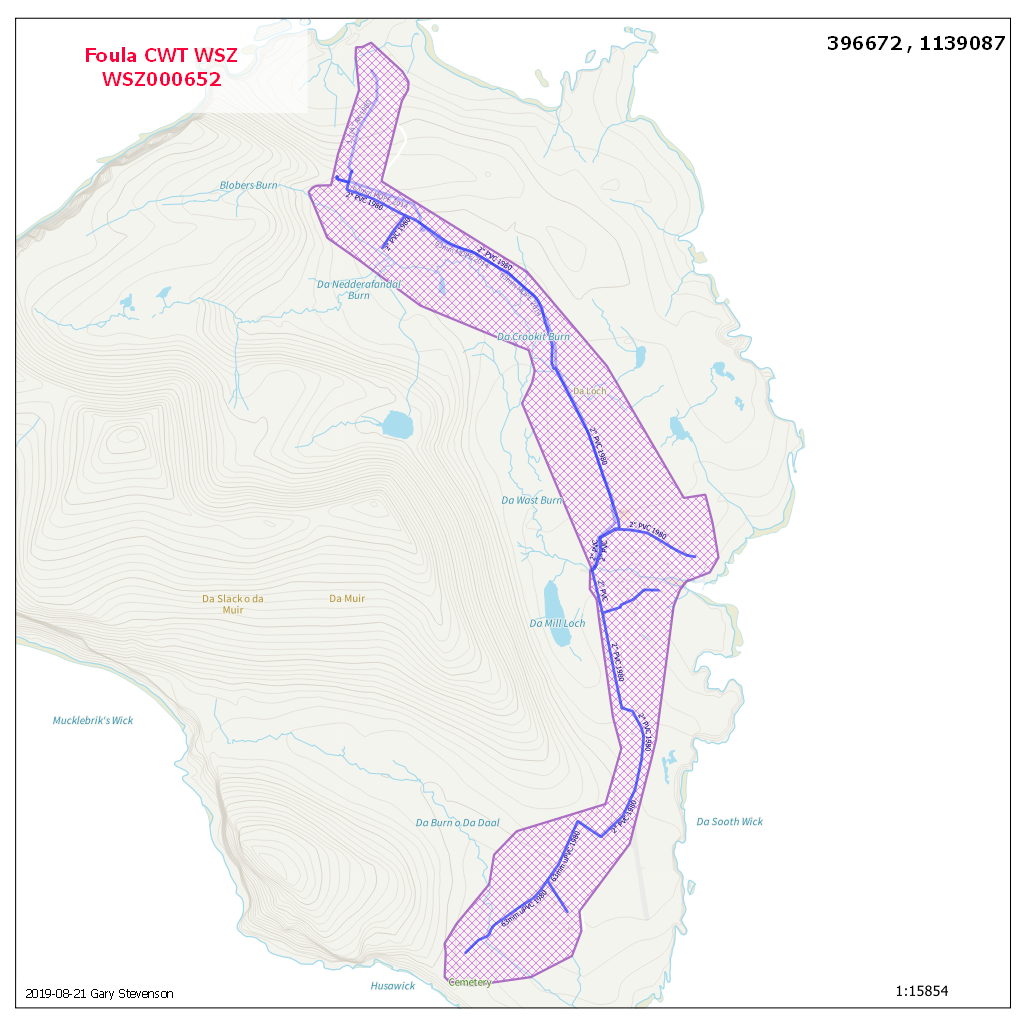 Foula CWT WSZ
WSZ000652
396672 , 1139087
Blobers Burn
2" PVC 1980
2" PVC 1980
2" PVC 1980
Da Nedderafandal
Burn
Da Crookit Burn
Da Loch
2" PVC 1980
Da Wast Burn
2" PVC 1980
2" PVC
2" PVC
2" PVC
Da Slack o da
Muir
Da Muir
Da Mill Loch
2" PVC 1980
Mucklebrik's Wick
2" PVC 1980
2" PVC 1980
Da Burn o Da Daal
Da Sooth Wick
63mm uPVC 1980
63mm uPVC 1980
Cemetery
Husawick
2019-08-21 Gary Stevenson
1:15854